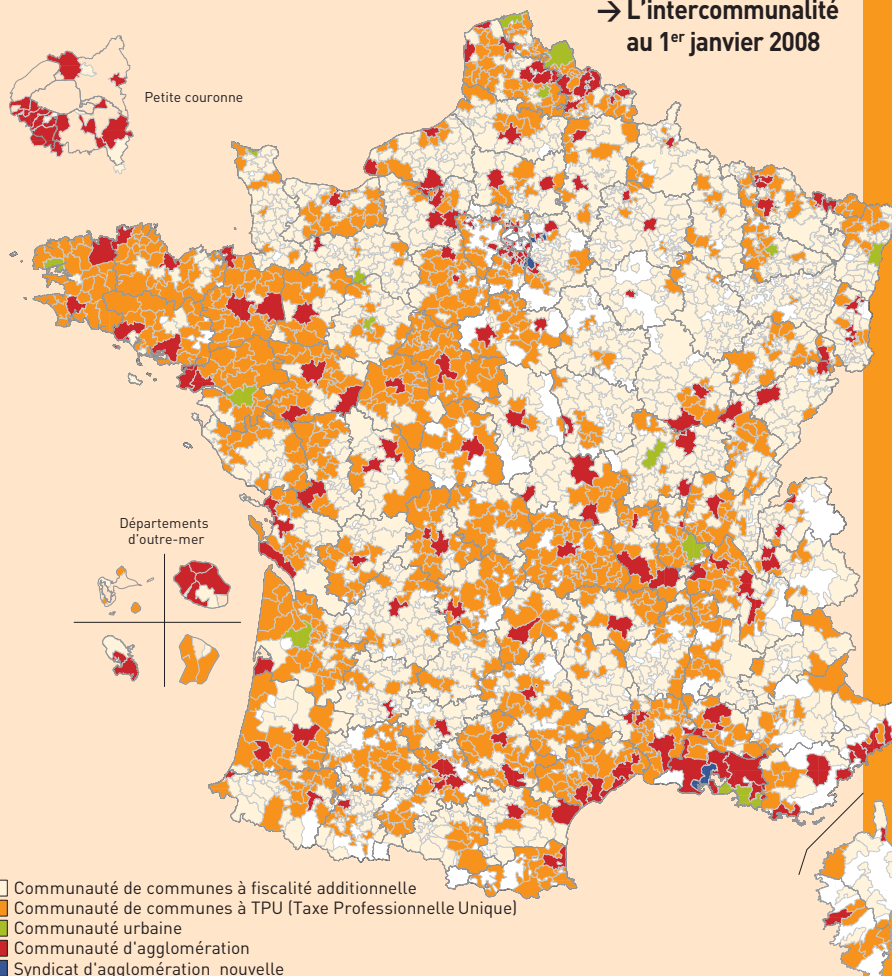 → L'intercommunalité
au 1er janvier 2008
Petite couronne
Départements
d'outre-mer
Communauté de communes à fiscalité additionnelle
Communauté de communes à TPU (Taxe Professionnelle Unique)
Communauté urbaine
Communauté d'agglomération
Syndicat d'agglomération nouvelle